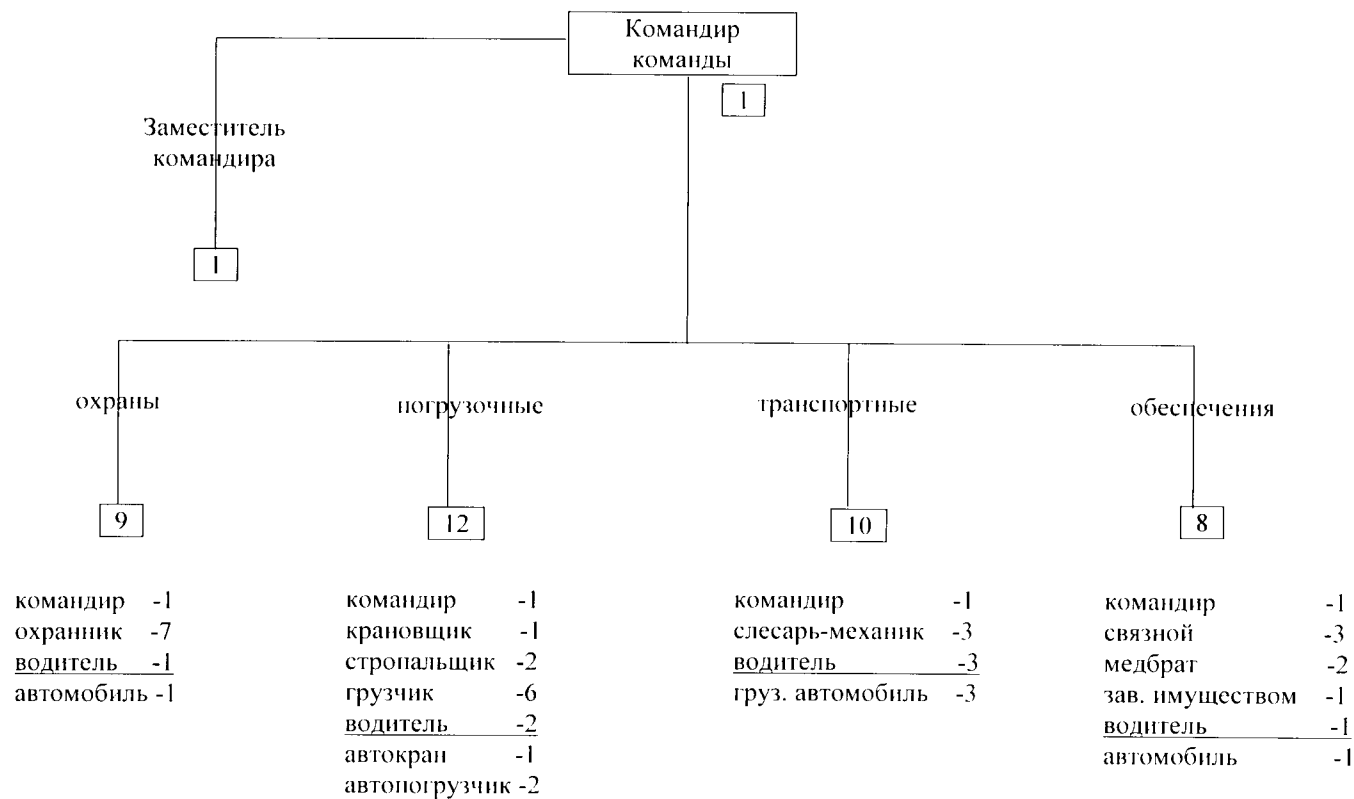 Командир
команды
1
Заместитель
командира
1
охраны
погрузочные
транспортные
обеспечения
9
12
10
8
командир -1
охранник -7
водитель -1
автомобиль -1
командир -1
крановщик -1
стропальщик -2
грузчик -6
водитель -2
автокран -1
автопогрузчик -2
командир -1
слесарь-механик -3
водитель -3
груз. автомобиль -3
командир -1
связной -3
медбрат -2
зав. имуществом -1
водитель -1
автомобиль -1